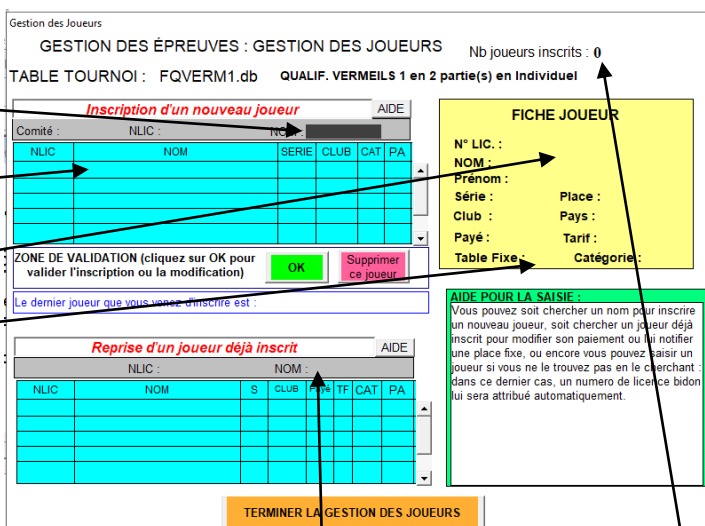 Gestion des Joueurs
GESTION DES ÉPREUVES : GESTION DES JOUEURS
Nb joueurs inscrits : 0
TABLE TOURNOI : FQVERM1.db QUALIF. VERMEILS 1 en 2 partie(s) en Individuel
Inscription d'un nouveau joueur AIDE
Comité : NLIC : NOM :
NLIC NOM SERIE CLUB CAT PA
ZONE DE VALIDATION (cliquez sur OK pour
valider l'inscription ou la modification)
OK
Supprimer
ce joueur
Le dernier joueur que vous venez d'inscrire est :
Reprise d'un joueur déjà inscrit AIDE
NLIC : NOM :
NLIC NOM S CLUB Payé TF CAT PA
TERMINER LA GESTION DES JOUEURS
FICHE JOUEUR
N° LIC. :
NOM :
Prénom :
Série : Place :
Club : Pays :
Payé : Tarif :
Table Fixe : Catégorie :
AIDE POUR LA SAISIE :
Vous pouvez soit chercher un nom pour inscrire
un nouveau joueur, soit chercher un joueur déjà
inscrit pour modifier son paiement ou lui notifier
une place fixe, ou encore vous pouvez saisir un
joueur si vous ne le trouvez pas en le cherchant :
dans ce dernier cas, un numero de licence bidon
lui sera attribué automatiquement.